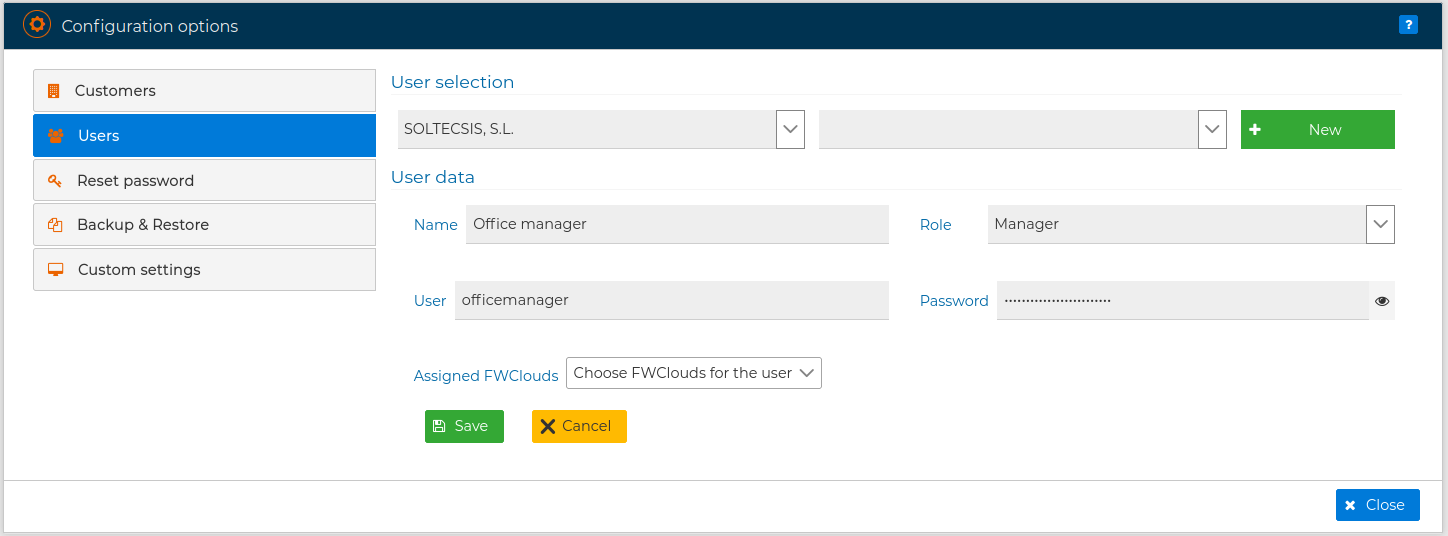 Configuration options
?
Customers
Users
Reset password
Backup & Restore
Custom settings
User selection
SOLTECSIS, S.L.
New
User data
Name Office manager
Role Manager
User officemanager
Password •••••••••••••••••••••••••
Assigned FWClouds Choose FWClouds for the user
Save
Cancel
Close